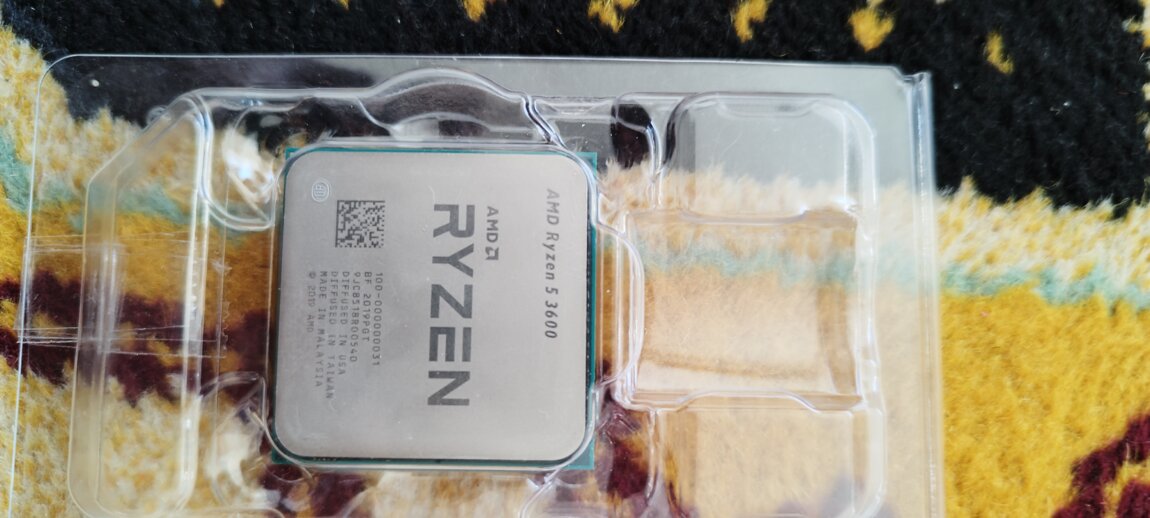 AMD Ryzen 5 3600
AMD
RYZEN
100-000000031
BF 2019PGT
9JC8518R00540
DIFFUSED IN USA
DIFFUSED IN TAIWAN
MADE IN MALAYSIA
© 2019 AMD